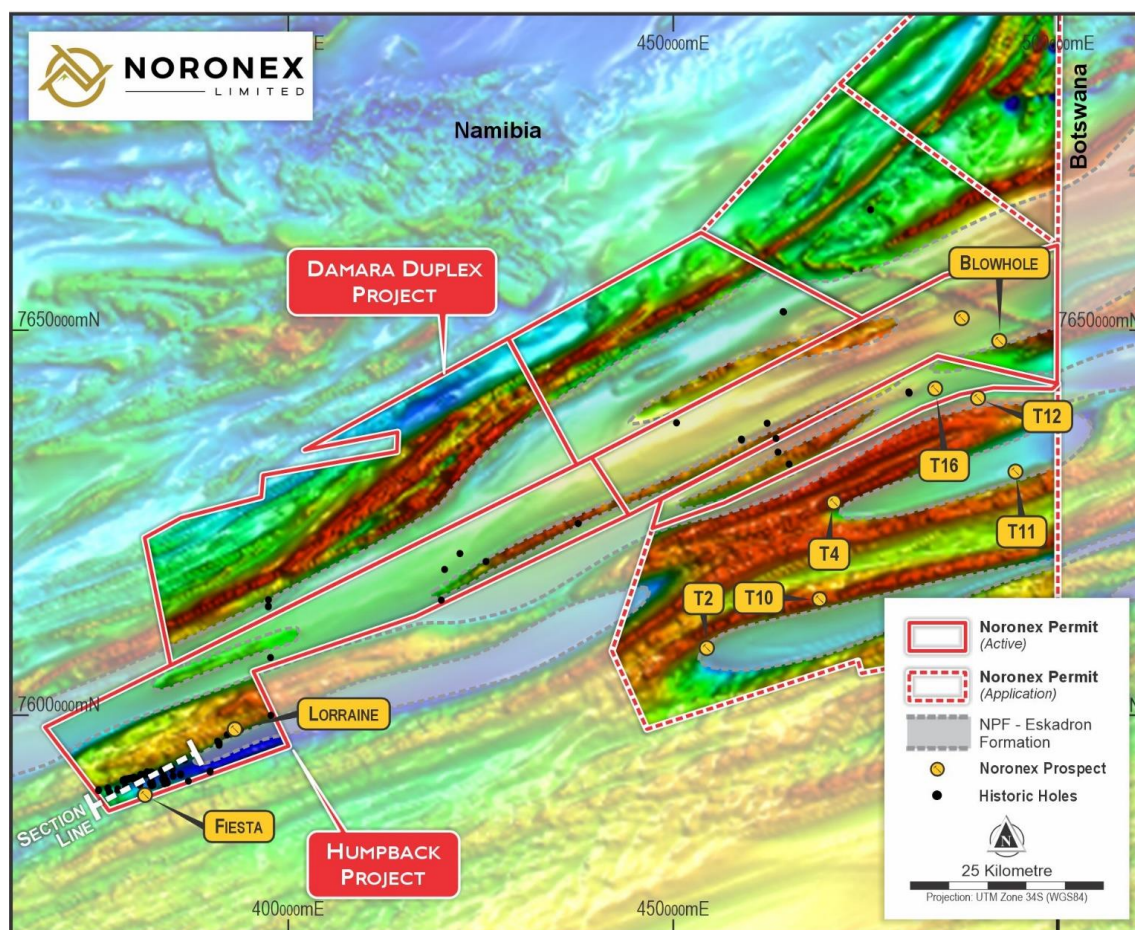 NORONEX
LIMITED
450000mE
Namibia
Botswana
DAMARA DUPLEX
PROJECT
BLOWHOLE
7650000mN
7650000mN
T12
T16
T11
T4
T2
T10
7600000mN
LORRAINE
SECTION
LINE
FIESTA
HUMPBACK
PROJECT
400000mE
450000mE
Noronex Permit
(Active)
Noronex Permit
(Application)
NPF - Eskadron
Formation
Noronex Prospect
Historic Holes
N
25 Kilometre
Projection: UTM Zone 34S (WGS84)